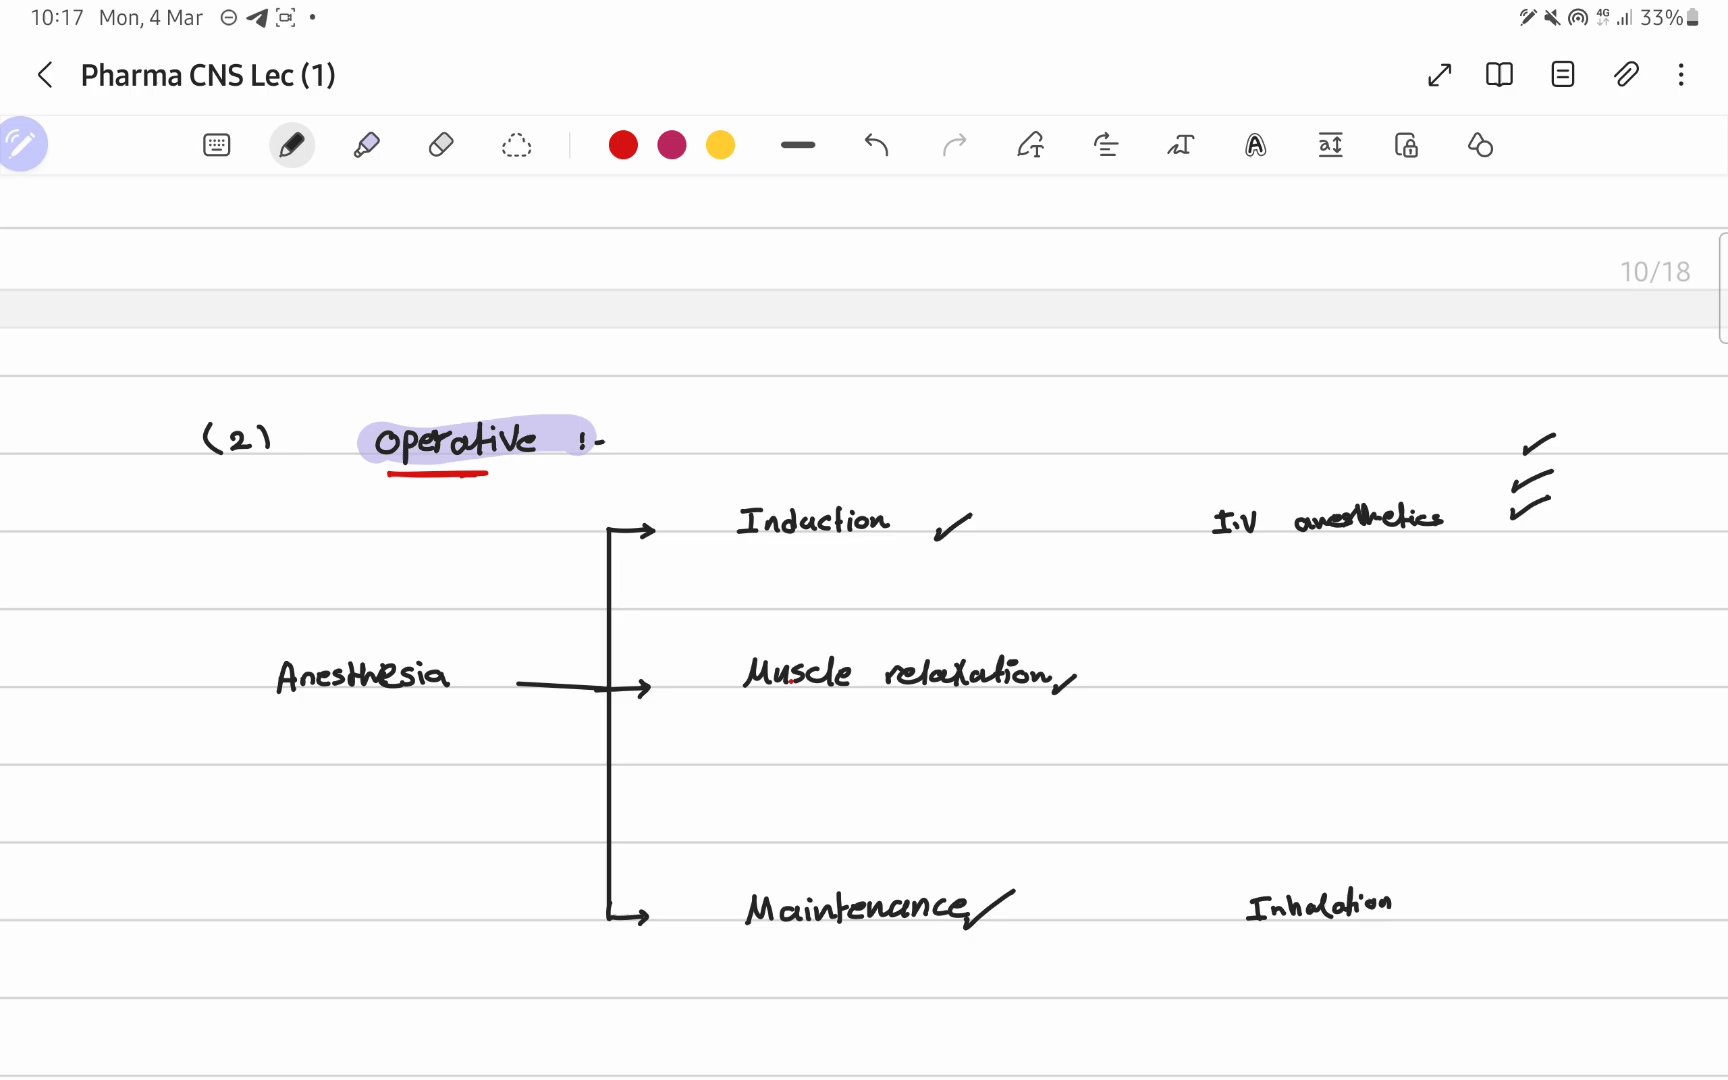 10:17 Mon, 4 Mar
4G 33%
Pharma CNS Lec (1)
10/18
(2) Operative :-
Induction I.V anesthetics
Anesthesia Muscle relaxation
Maintenance Inhalation